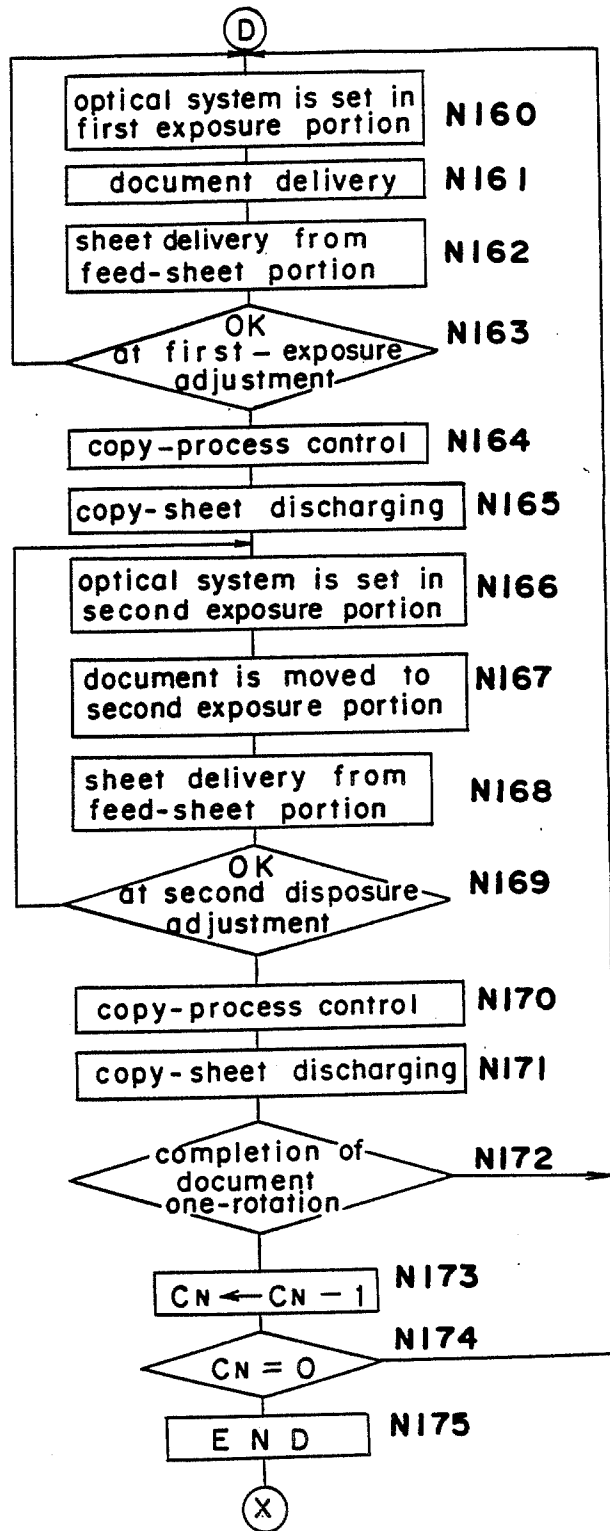 D
optical system is set in
first exposure portion
N160
document delivery
N161
sheet delivery from
feed-sheet portion
N162
OK
at first-exposure
adjustment
N163
copy-process control
N164
copy-sheet discharging
N165
optical system is set in
second exposure portion
N166
document is moved to
second exposure portion
N167
sheet delivery from
feed-sheet portion
N168
OK
at second disposure
adjustment
N169
copy-process control
N170
copy-sheet discharging
N171
completion of
document
one-rotation
N172
CN ← CN - 1
N173
CN = 0
N174
END
N175
X